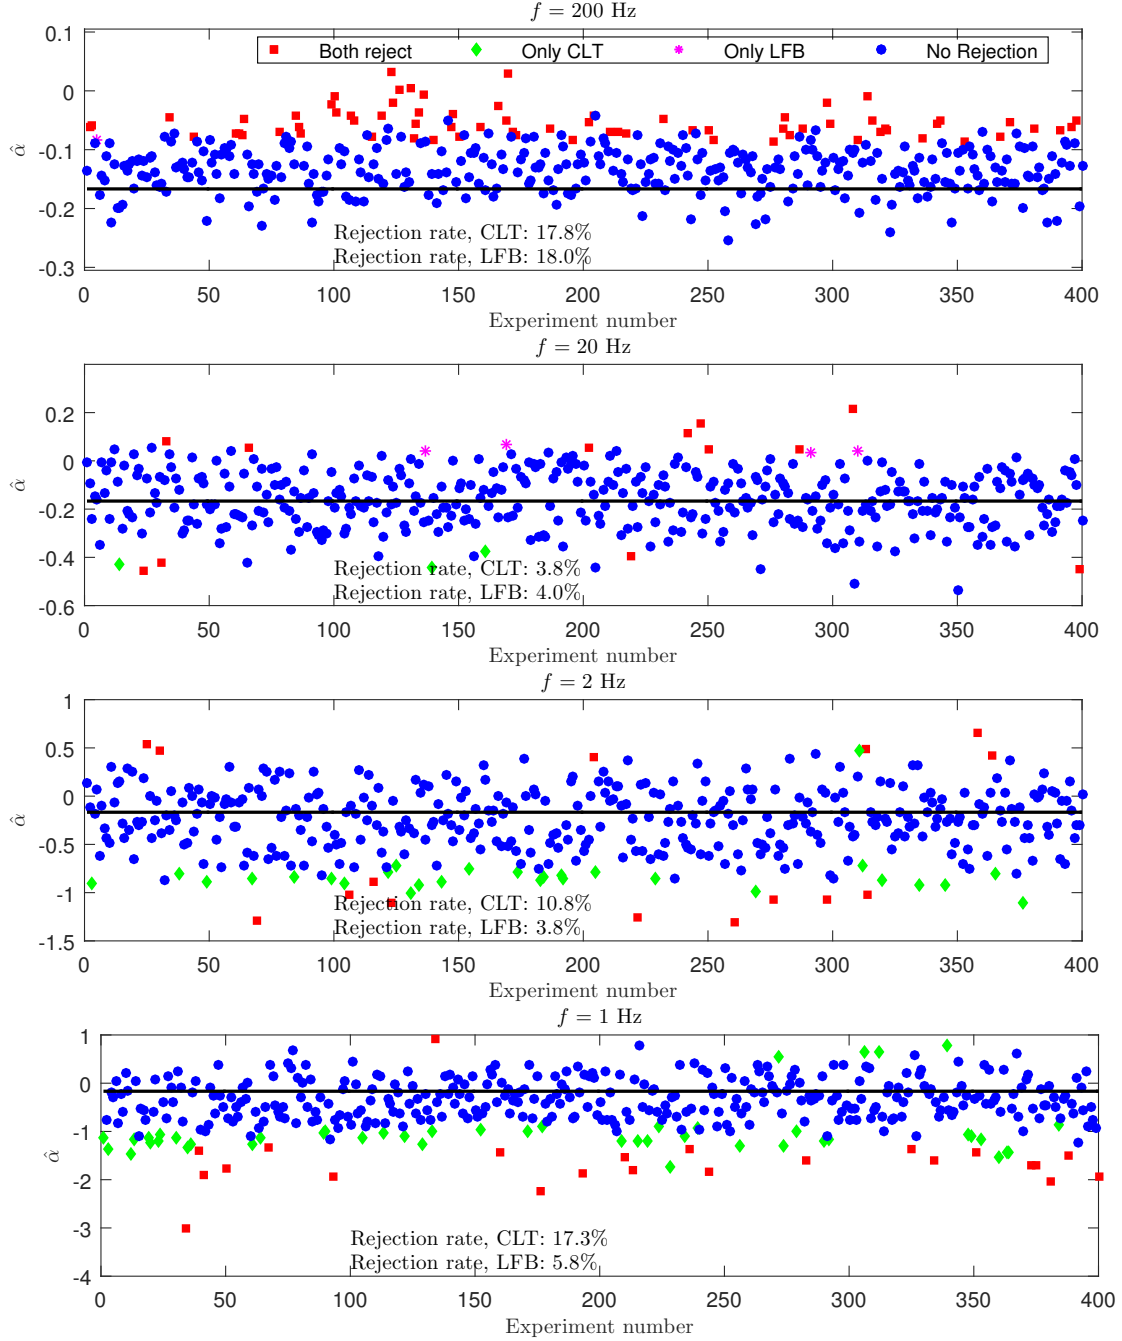 f = 200 Hz
0.1
Both reject Only CLT Only LFB No Rejection
0
-0.1
-0.2
-0.3
α̂
Rejection rate, CLT: 17.8%
Rejection rate, LFB: 18.0%
0 50 100 150 200 250 300 350 400
Experiment number
f = 20 Hz
0.2
0
-0.2
-0.4
-0.6
α̂
Rejection rate, CLT: 3.8%
Rejection rate, LFB: 4.0%
0 50 100 150 200 250 300 350 400
Experiment number
f = 2 Hz
1
0.5
0
-0.5
-1
-1.5
α̂
Rejection rate, CLT: 10.8%
Rejection rate, LFB: 3.8%
0 50 100 150 200 250 300 350 400
Experiment number
f = 1 Hz
1
0
-1
-2
-3
-4
α̂
Rejection rate, CLT: 17.3%
Rejection rate, LFB: 5.8%
0 50 100 150 200 250 300 350 400
Experiment number